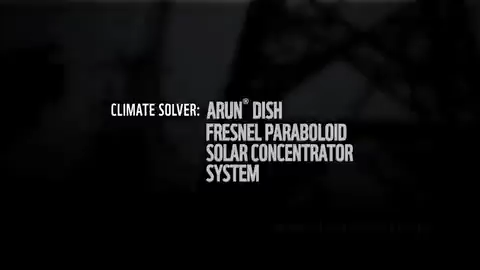 CLIMATE SOLVER: ARUN® DISH
FRESNEL PARABOLOID
SOLAR CONCENTRATOR
SYSTEM